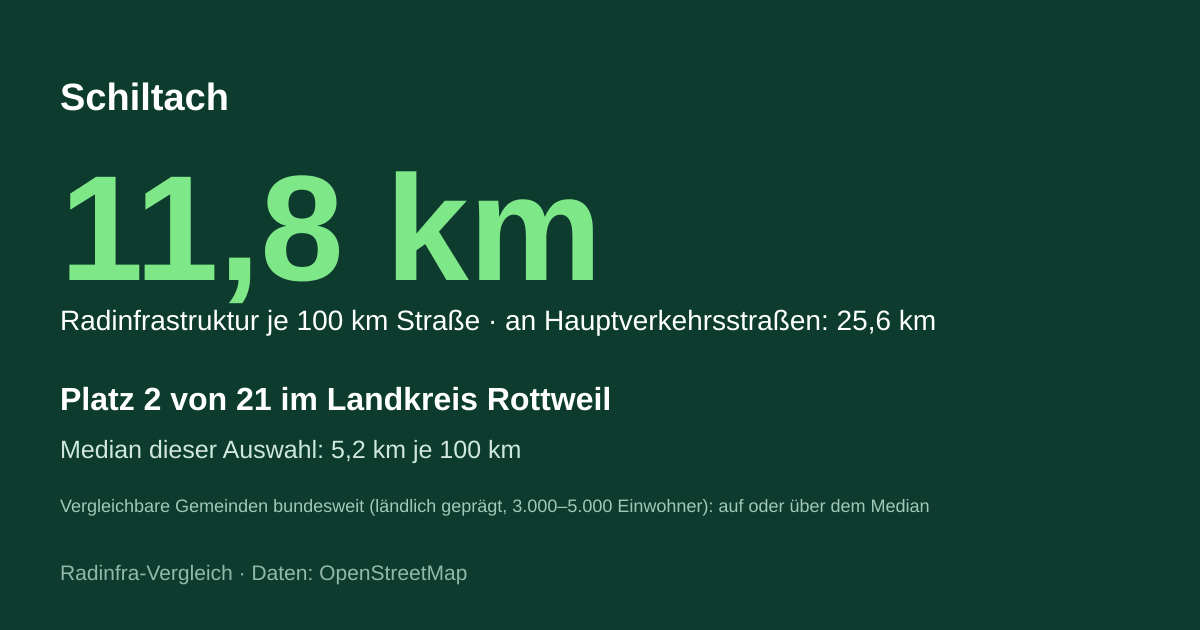 Schiltach
11,8 km
Radinfrastruktur je 100 km Straße · an Hauptverkehrsstraßen: 25,6 km
Platz 2 von 21 im Landkreis Rottweil
Median dieser Auswahl: 5,2 km je 100 km
Vergleichbare Gemeinden bundesweit (ländlich geprägt, 3.000–5.000 Einwohner): auf oder über dem Median
Radinfra-Vergleich · Daten: OpenStreetMap